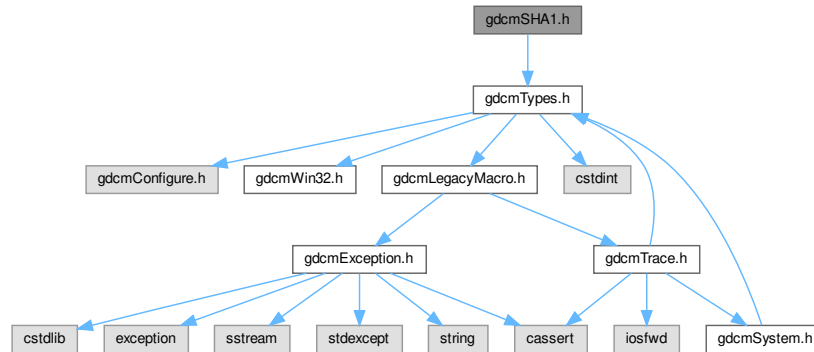 gdcmSHA1.h
gdcmTypes.h
gdcmConfigure.h
gdcmWin32.h
gdcmLegacyMacro.h
cstdint
gdcmException.h
gdcmTrace.h
cstdlib
exception
sstream
stdexcept
string
cassert
iosfwd
gdcmSystem.h